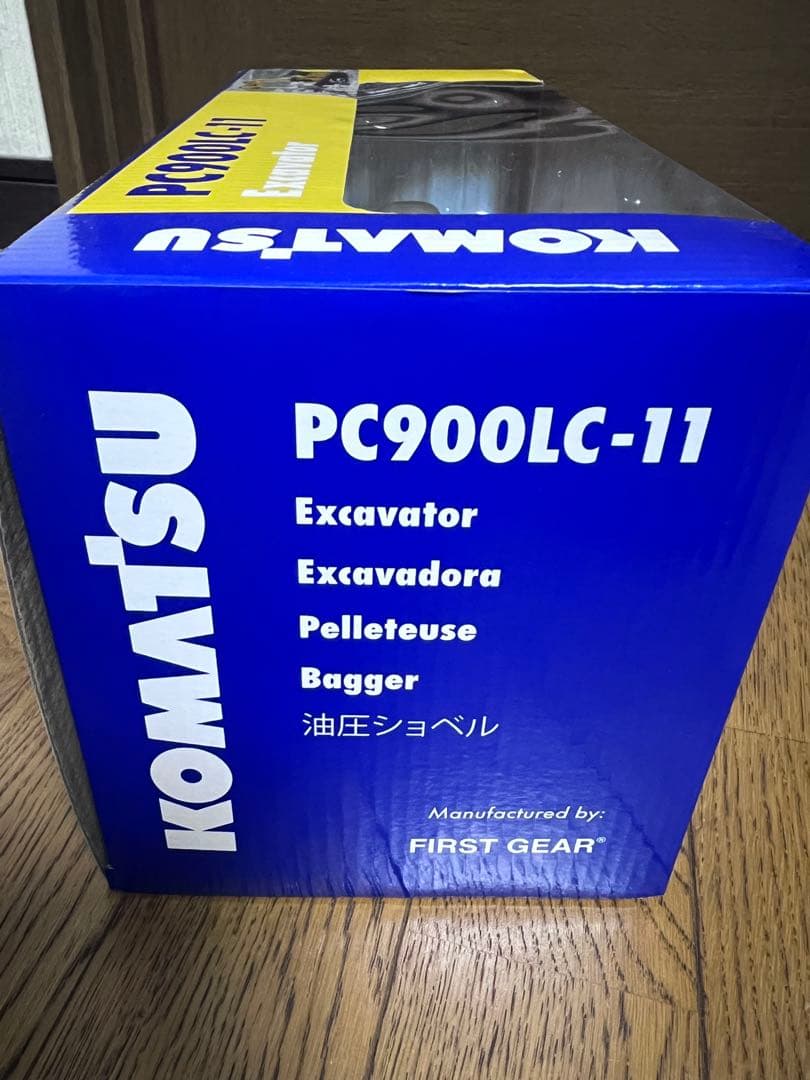 PC900LC-11
Excavator
KOMATSU
KOMATSU
PC900LC-11
Excavator
Excavadora
Pelleteuse
Bagger
油圧ショベル
Manufactured by:
FIRST GEAR®